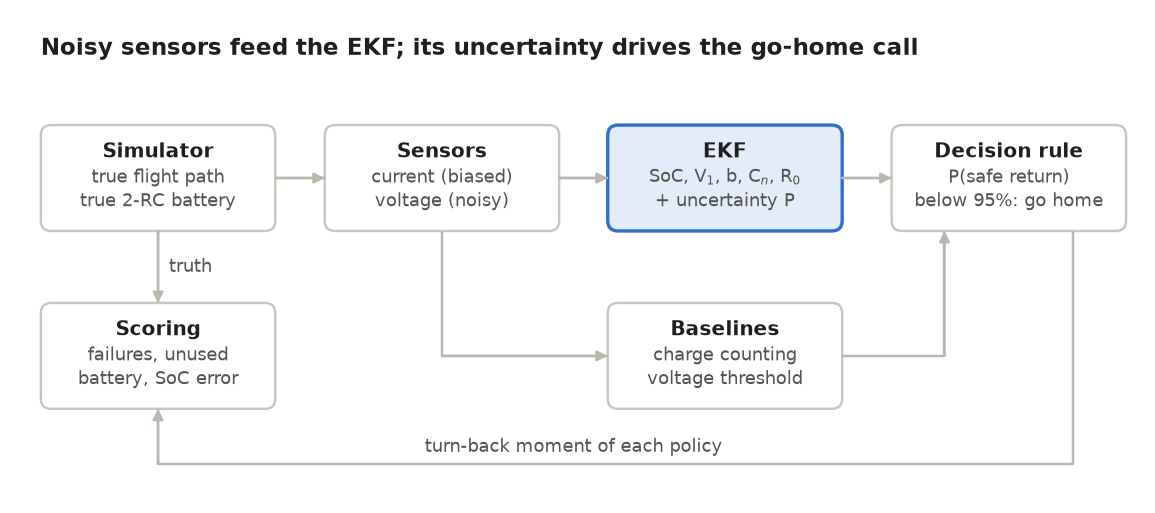 Noisy sensors feed the EKF; its uncertainty drives the go-home call
Simulator
true flight path
true 2-RC battery
Sensors
current (biased)
voltage (noisy)
EKF
SoC, V₁, b, Cₙ, R₀
+ uncertainty P
Decision rule
P(safe return)
below 95%: go home
truth
Scoring
failures, unused
battery, SoC error
Baselines
charge counting
voltage threshold
turn-back moment of each policy